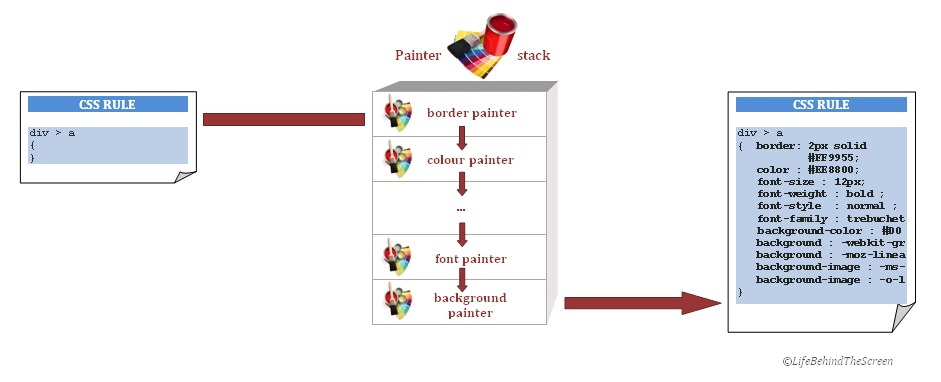 Painter stack
CSS RULE
div > a
{
}
border painter
colour painter
...
font painter
background
painter
CSS RULE
div > a
{ border: 2px solid
#FF9955;
color : #EE8800;
font-size : 12px;
font-weight : bold ;
font-style : normal ;
font-family : trebuchet
background-color : #D0
background : -webkit-gr
background : -moz-linea
background-image : -ms-
background-image : -o-l
}
©LifeBehindTheScreen